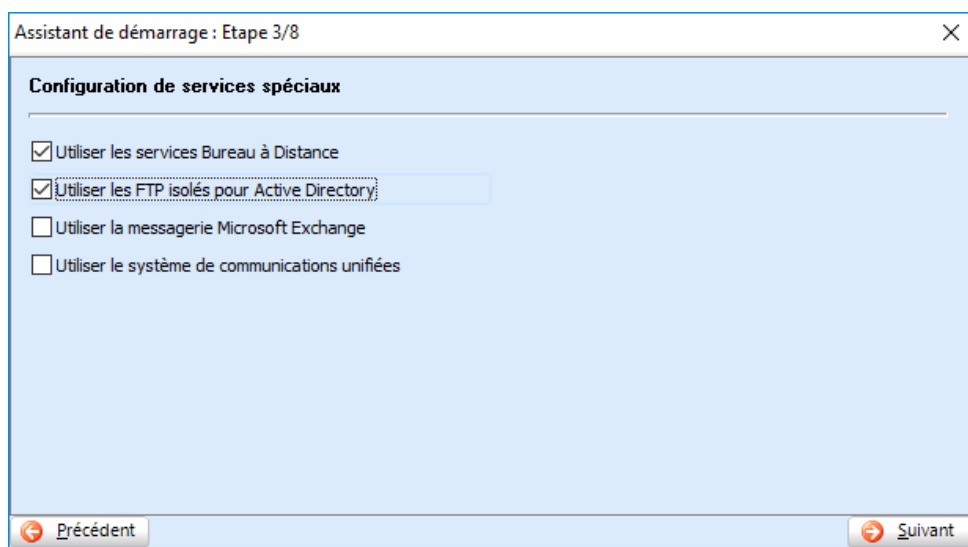 Assistant de démarrage : Etape 3/8
Configuration de services spéciaux
Utiliser les services Bureau à Distance
Utiliser les FTP isolés pour Active Directory
Utiliser la messagerie Microsoft Exchange
Utiliser le système de communications unifiées
Précédent
Suivant